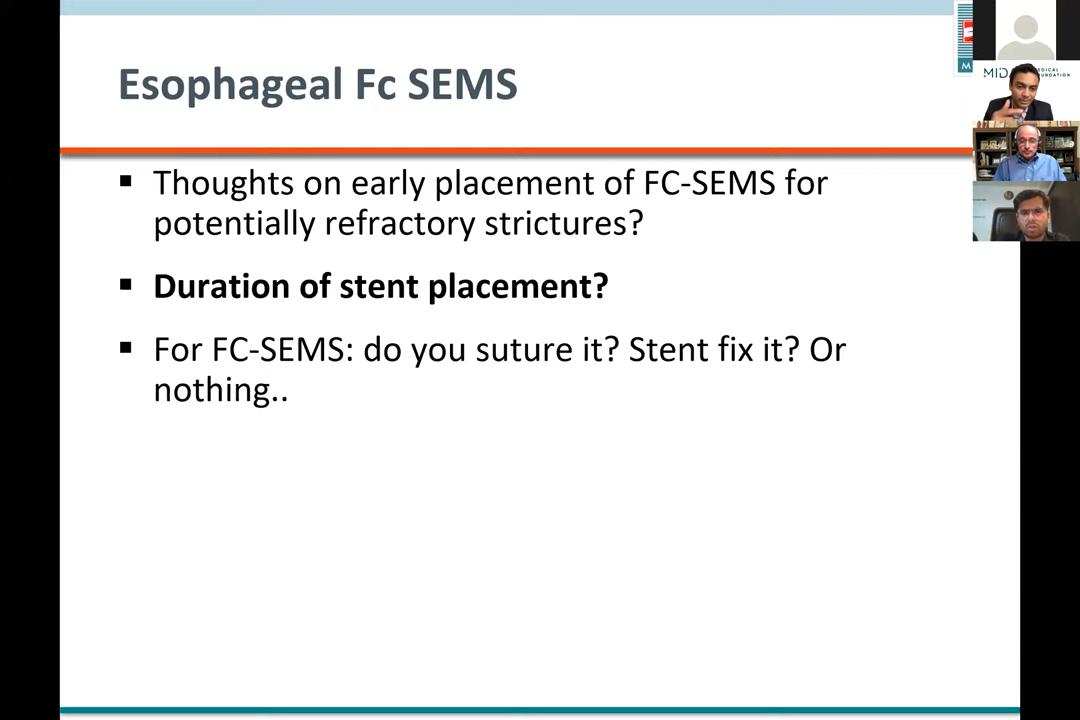 Esophageal Fc SEMS
▪ Thoughts on early placement of FC-SEMS for
potentially refractory strictures?
▪ Duration of stent placement?
▪ For FC-SEMS: do you suture it? Stent fix it? Or
nothing..
M